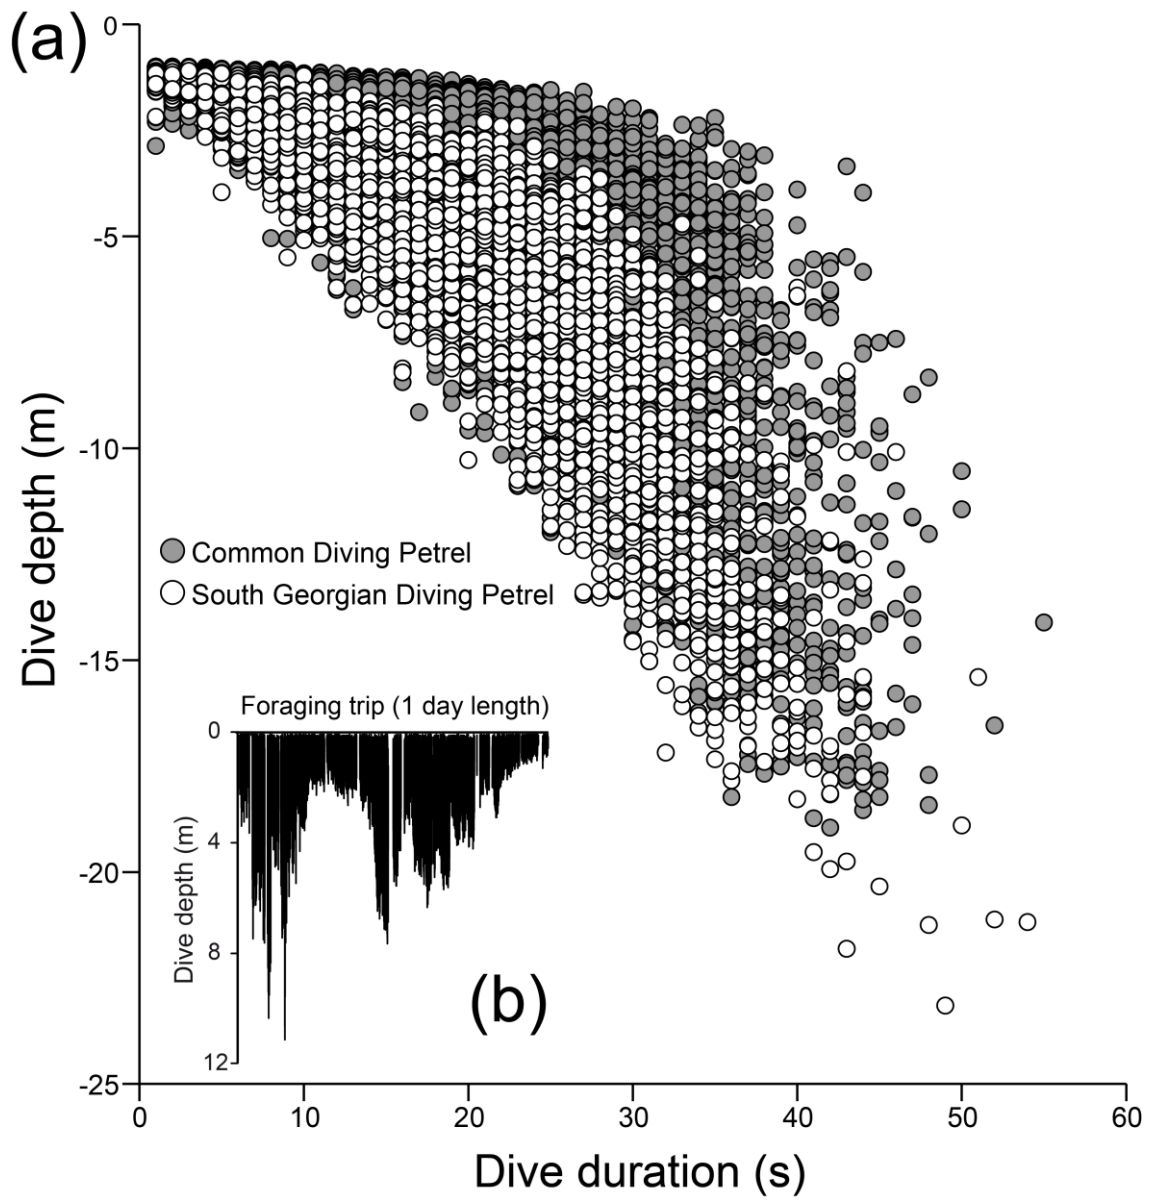 (a)
0
-5
-10
-15
-20
-25
Dive depth (m)
Common Diving Petrel
South Georgian Diving Petrel
Foraging trip (1 day length)
0
4
8
12
Dive depth (m)
(b)
0 10 20 30 40 50 60
Dive duration (s)